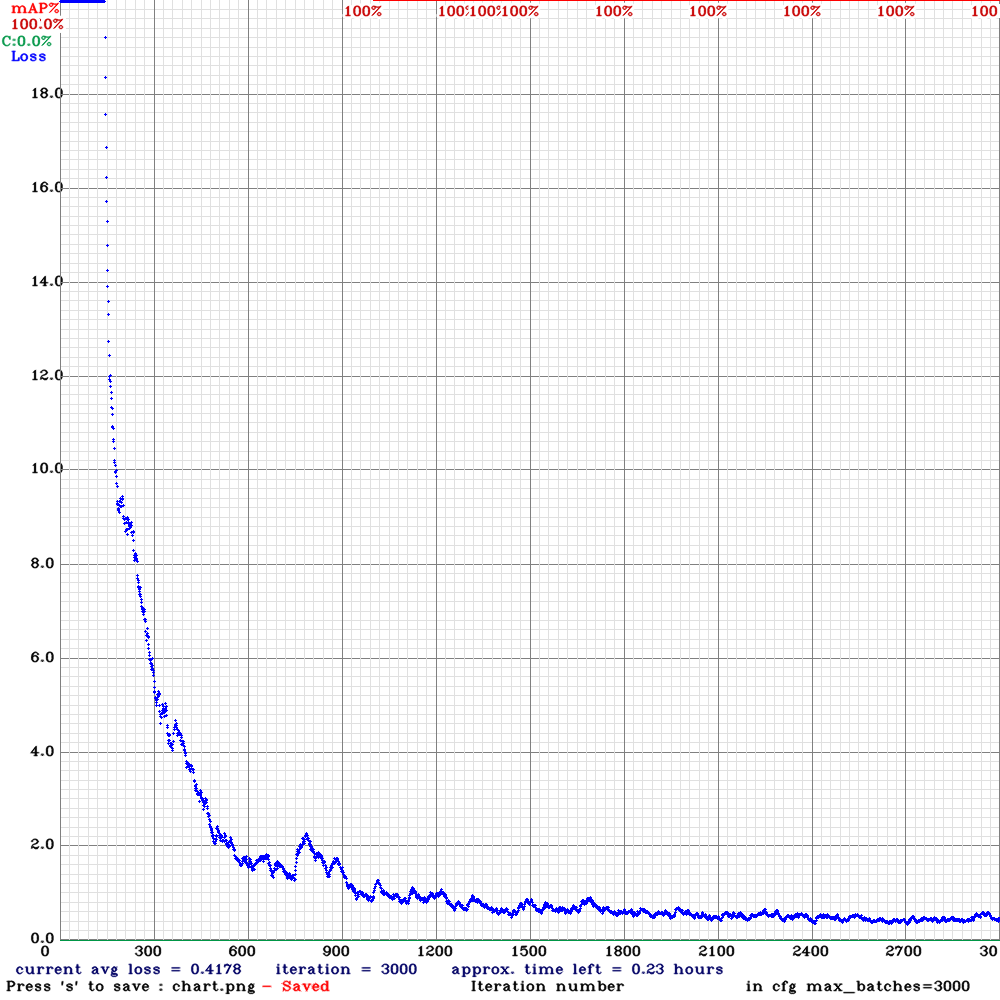 mAP% 100% 100% 100% 100% 100% 100% 100% 100% 100
100.0%
C:0.0%
Loss
18.0
16.0
14.0
12.0
10.0
8.0
6.0
4.0
2.0
0.0
0 300 600 900 1200 1500 1800 2100 2400 2700 30
current avg loss = 0.4178 iteration = 3000 approx. time left = 0.23 hours
Press 's' to save : chart.png - Saved Iteration number in cfg max_batches=3000